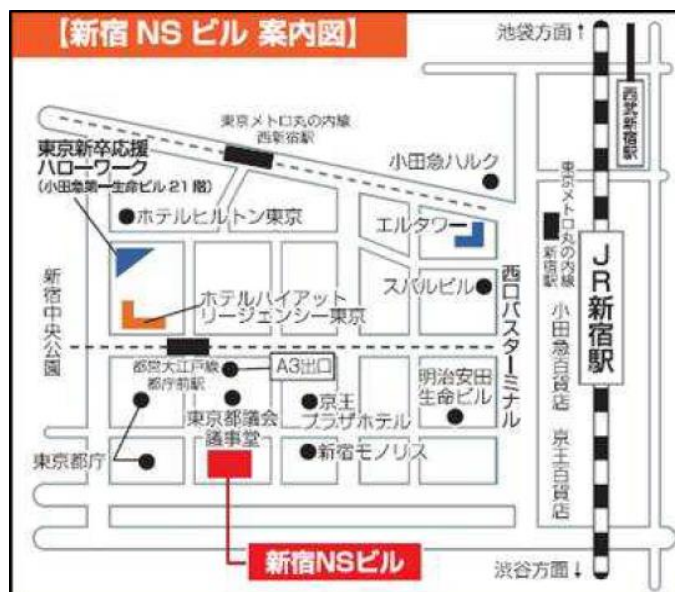 【新宿 NS ビル 案内図】
池袋方面↑
西武新宿駅
東京メトロ丸の内線
西新宿駅
東京新卒応援
ハローワーク
(小田急第一生命ビル 21 階)
小田急ハルク
ホテルヒルトン東京
エルタワー
東京メトロ丸の内線
新宿駅
JR新宿駅
新宿中央公園
ホテルハイアット
リージェンシー東京
スバルビル
西口バスターミナル
小田急百貨店
都営大江戸線
都庁前駅
A3出口
明治安田
生命ビル
京王
プラザホテル
東京都議会
議事堂
京王百貨店
東京都庁
新宿モノリス
新宿NSビル
渋谷方面↓